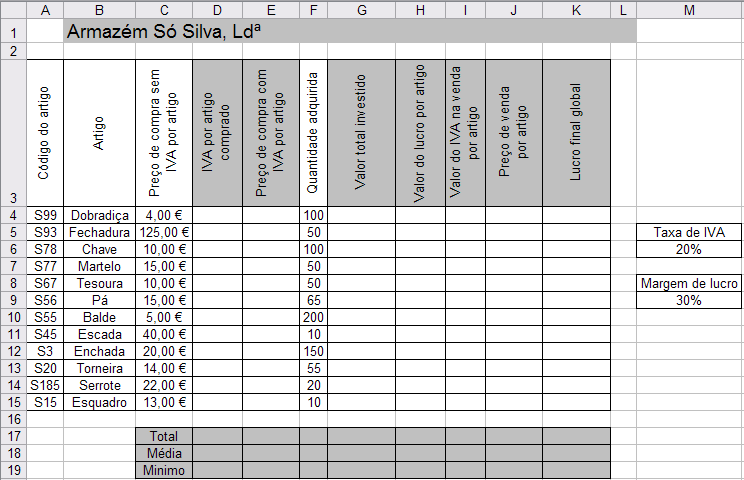 A B C D E F G H I J K L M
1 Armazém Só Silva, Ldª
2
3 Código do artigo Artigo Preço de compra sem IVA por artigo IVA por artigo comprado Preço de compra com IVA por artigo Quantidade adquirida Valor total investido Valor do lucro por artigo Valor do IVA na venda por artigo Preço de venda por artigo Lucro final global
4 S99 Dobradiça 4,00 € 100
5 S93 Fechadura 125,00 € 50 Taxa de IVA
6 S78 Chave 10,00 € 100 20%
7 S77 Martelo 15,00 € 50
8 S67 Tesoura 10,00 € 50 Margem de lucro
9 S56 Pá 15,00 € 65 30%
10 S55 Balde 5,00 € 200
11 S45 Escada 40,00 € 10
12 S3 Enchada 20,00 € 150
13 S20 Torneira 14,00 € 55
14 S185 Serrote 22,00 € 20
15 S15 Esquadro 13,00 € 10
16
17 Total
18 Média
19 Minimo